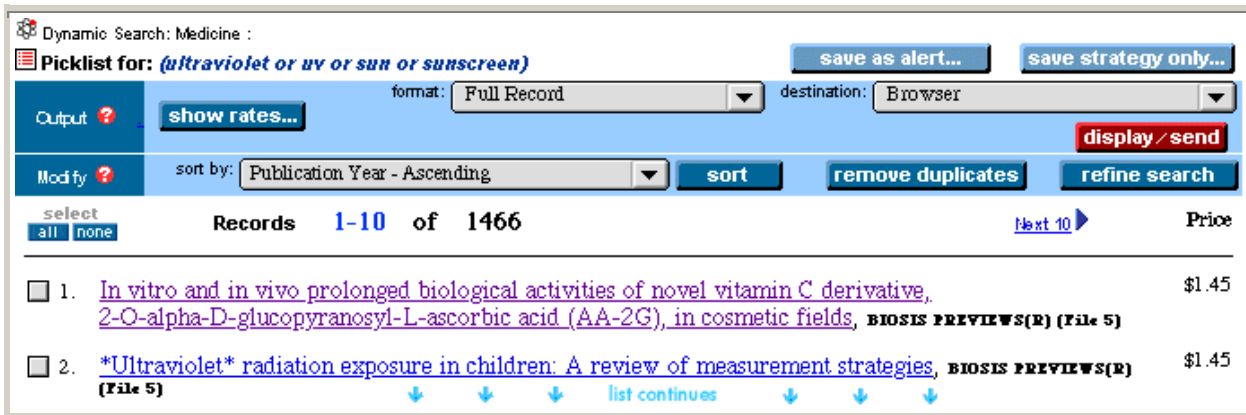 Dynamic Search: Medicine :
Picklist for: (ultraviolet or uv or sun or sunscreen)
save as alert... save strategy only...
Output ? show rates... format: Full Record destination: Browser
display/send
Modify ? sort by: Publication Year - Ascending sort remove duplicates refine search
select
all none Records 1-10 of 1466 Next 10 Price
1. In vitro and in vivo prolonged biological activities of novel vitamin C derivative, $1.45
2-O-alpha-D-glucopyranosyl-L-ascorbic acid (AA-2G), in cosmetic fields, BIOSIS PREVIEWS(R) (File 5)
2. *Ultraviolet* radiation exposure in children: A review of measurement strategies, BIOSIS PREVIEWS(R) $1.45
(File 5)
list continues